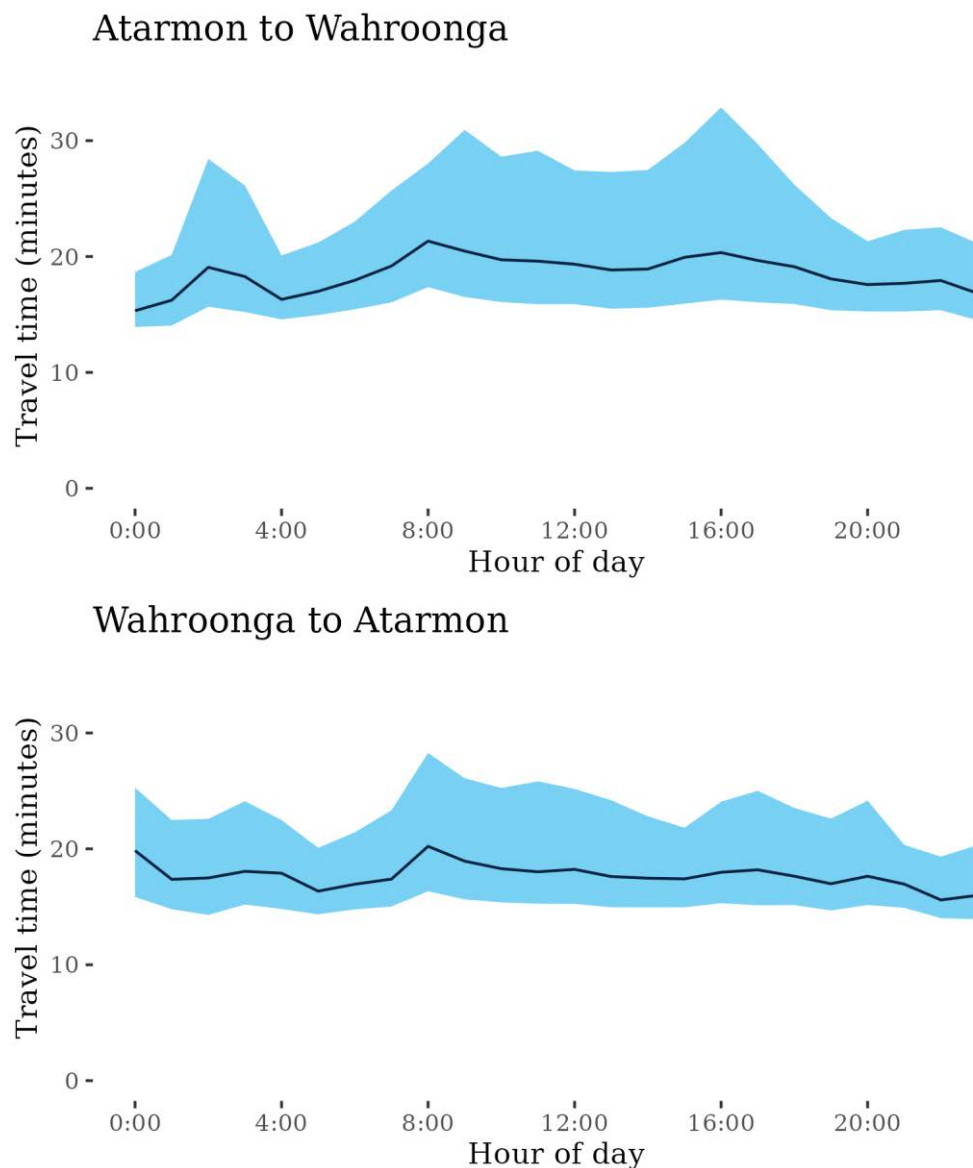 Atarmon to Wahroonga
Travel time (minutes)
30
20
10
0
0:00 4:00 8:00 12:00 16:00 20:00
Hour of day
Wahroonga to Atarmon
Travel time (minutes)
30
20
10
0
0:00 4:00 8:00 12:00 16:00 20:00
Hour of day